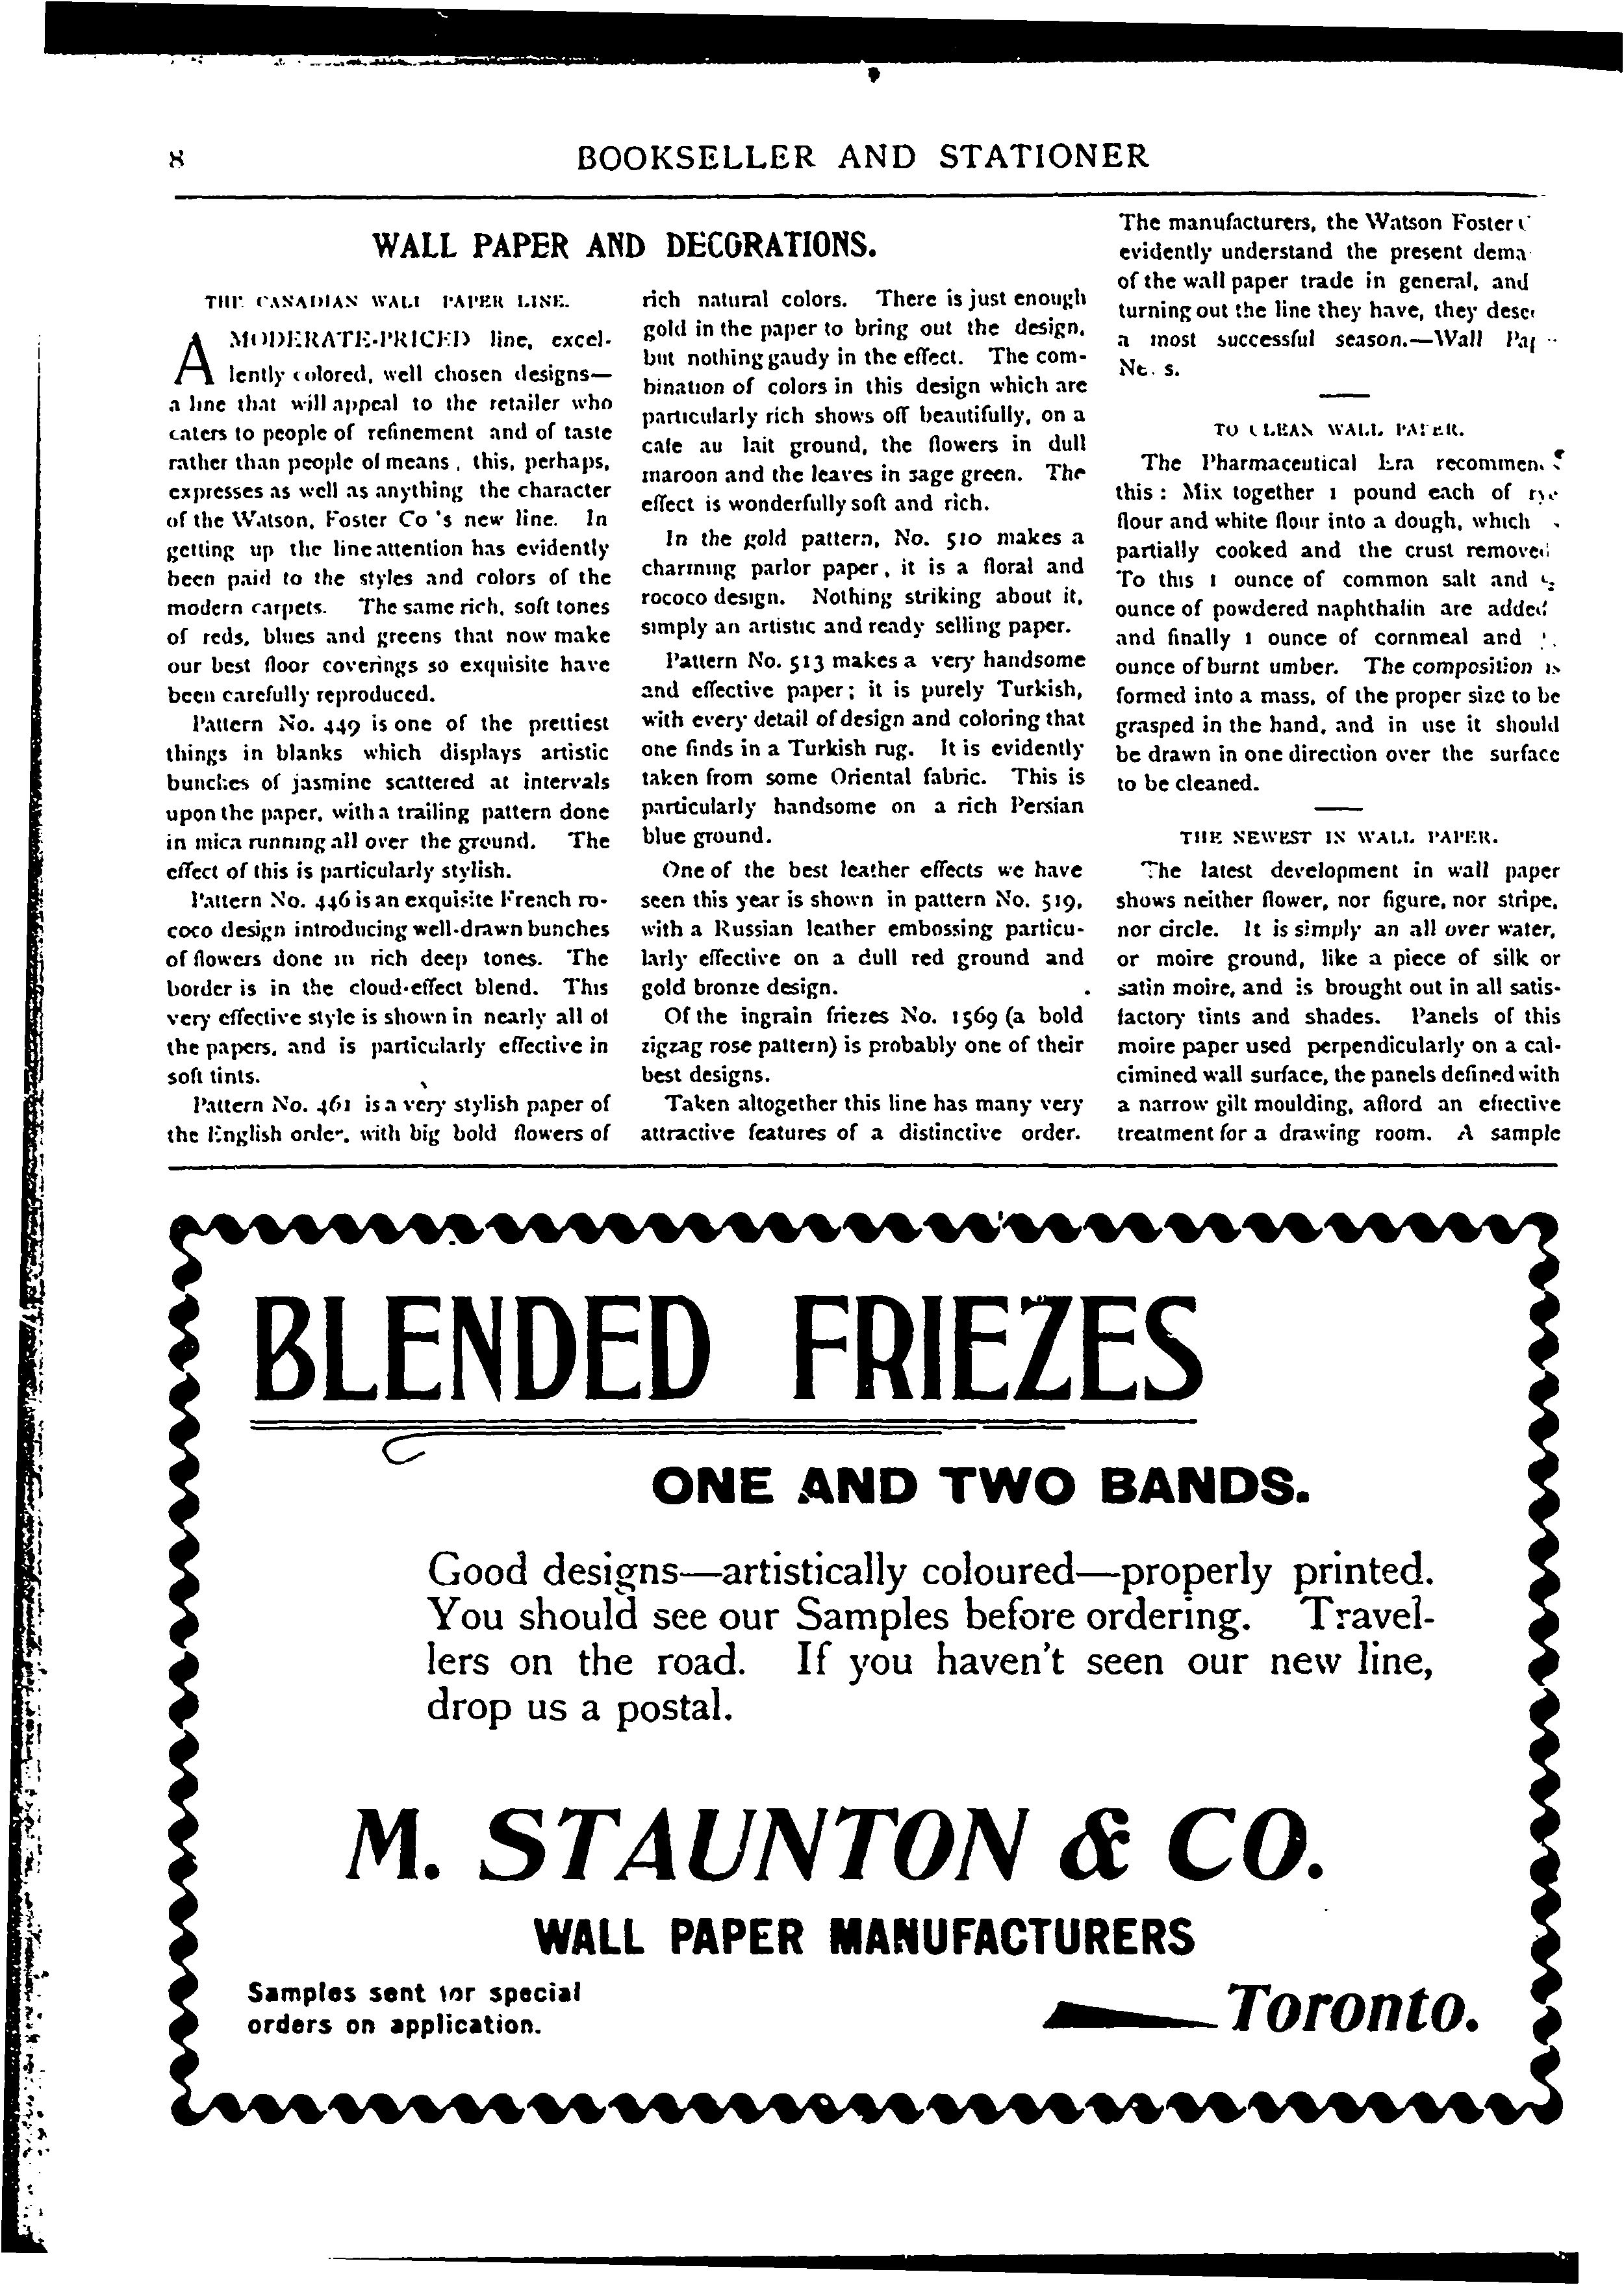 8
BOOKSELLER AND STATIONER
WALL PAPER AND DECORATIONS.
THE CANADIAN WALL PAPER LINE.
A MODERATE-PRICED line, excel-
lently colored, well chosen designs—
a line that will appeal to the retailer who
caters to people of refinement and of taste
rather than people of means, this, perhaps,
expresses as well as anything the character
of the Watson, Foster Co's new line. In
getting up the line attention has evidently
been paid to the styles and colors of the
modern carpets. The same rich, soft tones
of reds, blues and greens that now make
our best floor coverings so exquisite have
been carefully reproduced.
Pattern No. 449 is one of the prettiest
things in blanks which displays artistic
bunches of jasmine scattered at intervals
upon the paper, with a trailing pattern done
in mica running all over the ground. The
effect of this is particularly stylish.
Pattern No. 446 is an exquisite French ro-
coco design introducing well-drawn bunches
of flowers done in rich deep tones. The
border is in the cloud-effect blend. This
very effective style is shown in nearly all of
the papers, and is particularly effective in
soft tints.
Pattern No. 461 is a very stylish paper of
the English order, with big bold flowers of
rich natural colors. There is just enough
gold in the paper to bring out the design,
but nothing gaudy in the effect. The com-
bination of colors in this design which are
particularly rich shows off beautifully, on a
cafe au lait ground, the flowers in dull
maroon and the leaves in sage green. The
effect is wonderfully soft and rich.
In the gold pattern, No. 510 makes a
charming parlor paper, it is a floral and
rococo design. Nothing striking about it,
simply an artistic and ready selling paper.
Pattern No. 513 makes a very handsome
and effective paper; it is purely Turkish,
with every detail of design and coloring that
one finds in a Turkish rug. It is evidently
taken from some Oriental fabric. This is
particularly handsome on a rich Persian
blue ground.
One of the best leather effects we have
seen this year is shown in pattern No. 519,
with a Russian leather embossing particu-
larly effective on a dull red ground and
gold bronze design.
Of the ingrain friezes No. 1569 (a bold
zigzag rose pattern) is probably one of their
best designs.
Taken altogether this line has many very
attractive features of a distinctive order.
The manufacturers, the Watson Foster
evidently understand the present
of the wall paper trade in general, and
turning out the line they have, they
a most successful season.—Wall
TO CLEAN WALL PAPER.
The Pharmaceutical Era
this: Mix together 1 pound each of rye
flour and white flour into a dough, which
partially cooked and the crust removed
To this 1 ounce of common salt and
ounce of powdered naphthalin are added
and finally 1 ounce of cornmeal and
ounce of burnt umber. The composition is
formed into a mass, of the proper size to be
grasped in the hand, and in use it should
be drawn in one direction over the surface
to be cleaned.
THE NEWEST IN WALL PAPER.
The latest development in wall paper
shows neither flower, nor figure, nor stripe,
nor circle. It is simply an all over water,
or moire ground, like a piece of silk or
satin moire, and is brought out in all satis-
factory tints and shades. Panels of this
moire paper used perpendicularly on a cal-
cimined wall surface, the panels defined with
a narrow gilt moulding, afford an effective
treatment for a drawing room. A sample
BLENDED FRIEZES
ONE AND TWO BANDS.
Good designs—artistically coloured—properly printed.
You should see our Samples before ordering. Travel-
lers on the road. If you haven't seen our new line,
drop us a postal.
M. STAUNTON & CO.
WALL PAPER MANUFACTURERS
Samples sent for special
orders on application.
Toronto.